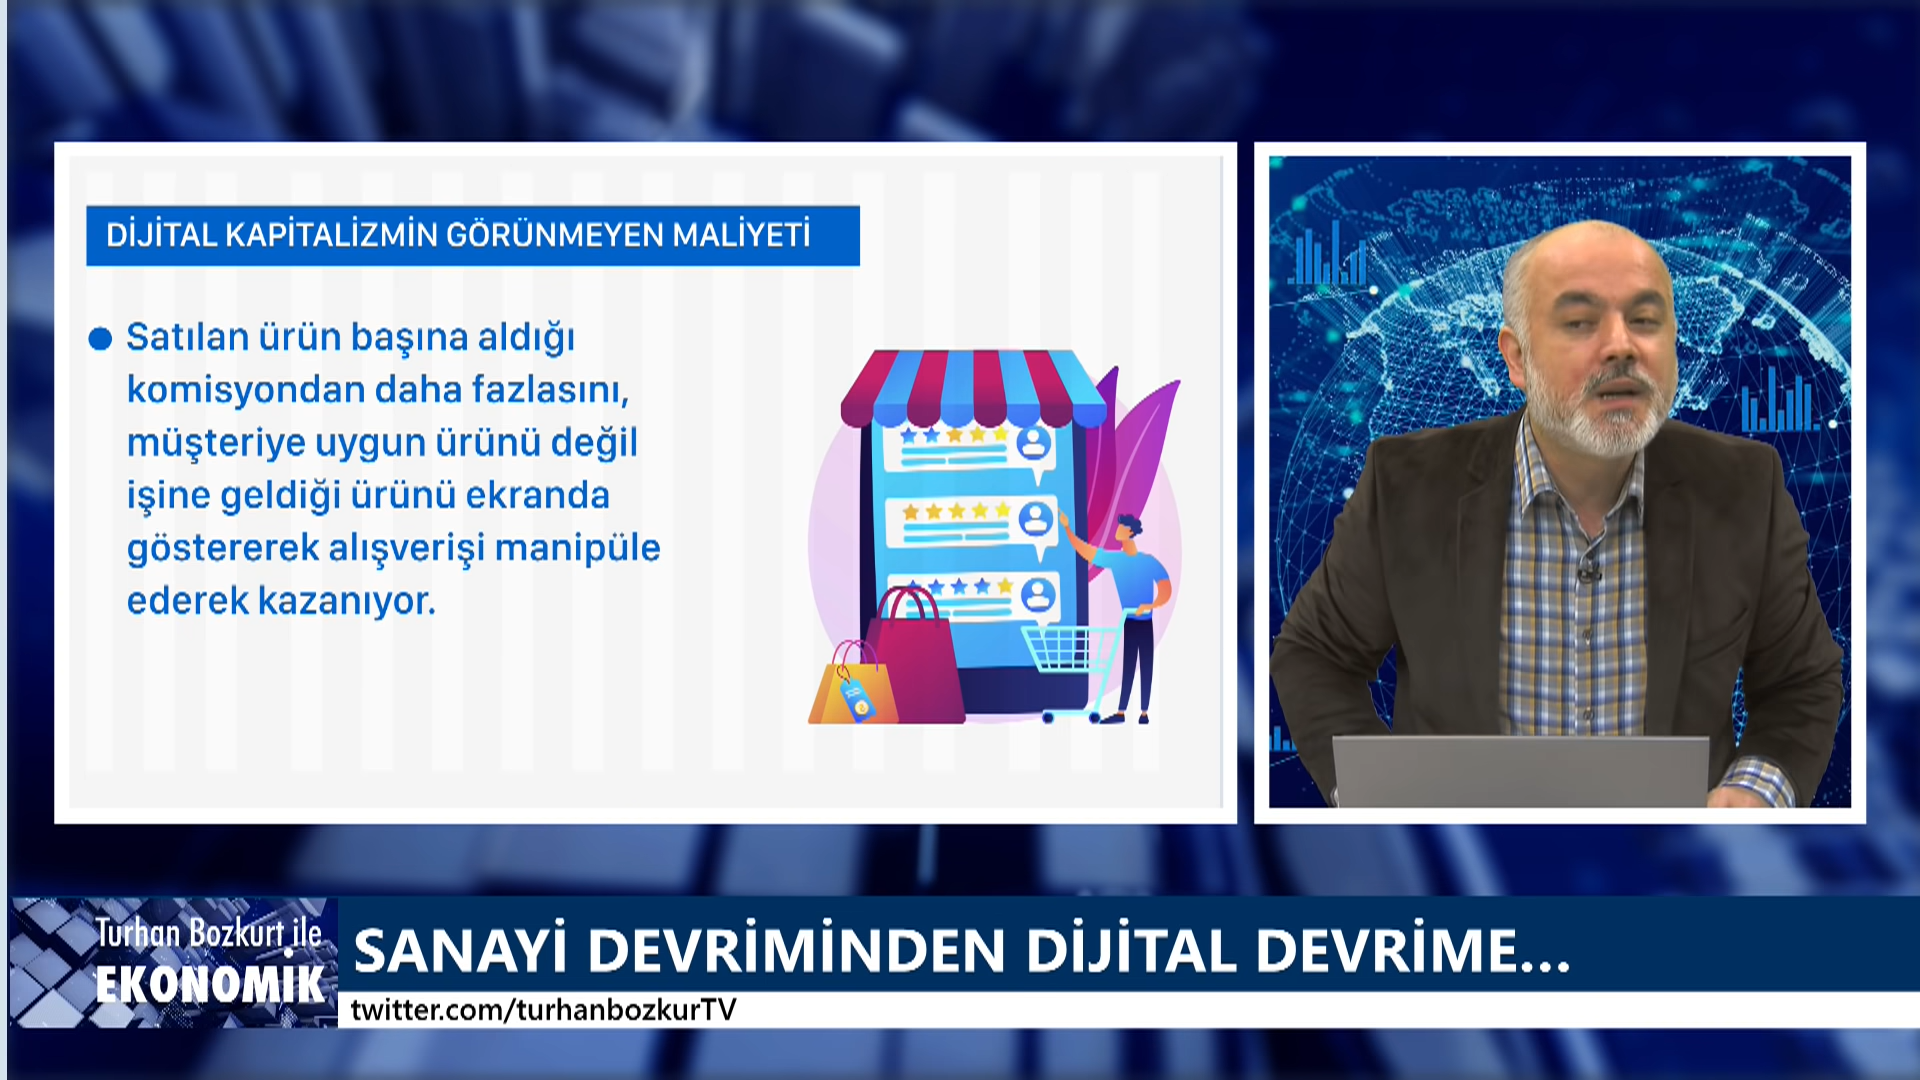 DİJİTAL KAPİTALİZMİN GÖRÜNMEYEN MALİYETİ
● Satılan ürün başına aldığı
komisyondan daha fazlasını,
müşteriye uygun ürünü değil
işine geldiği ürünü ekranda
göstererek alışverişi manipüle
ederek kazanıyor.
Turhan Bozkurt ile
EKONOMİK
SANAYİ DEVRİMİNDEN DİJİTAL DEVRİME...
twitter.com/turhanbozkurTV